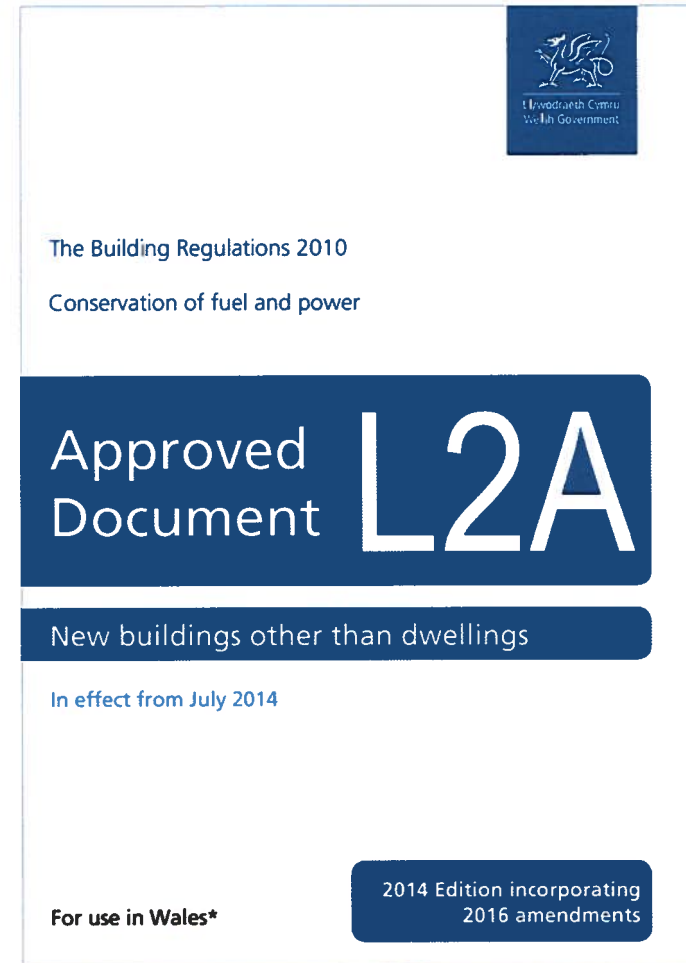 Llywodraeth Cymru
Welsh Government
The Building Regulations 2010
Conservation of fuel and power
Approved
Document
L2A
New buildings other than dwellings
In effect from July 2014
2014 Edition incorporating
2016 amendments
For use in Wales*